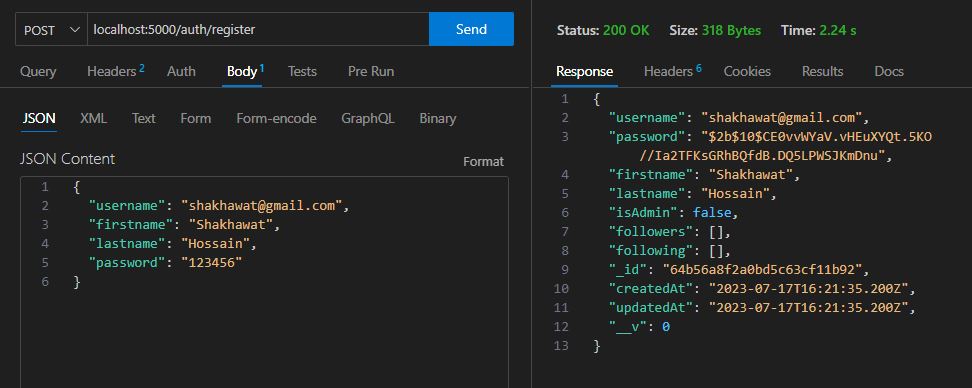 POST localhost:5000/auth/register Send
Query Headers 2 Auth Body 1 Tests Pre Run
JSON XML Text Form Form-encode GraphQL Binary
JSON Content Format
1 {
2 "username": "shakhawat@gmail.com",
3 "firstname": "Shakhawat",
4 "lastname": "Hossain",
5 "password": "123456"
6 }
Status: 200 OK Size: 318 Bytes Time: 2.24 s
Response Headers 6 Cookies Results Docs
1 {
2 "username": "shakhawat@gmail.com",
3 "password": "$2b$10$CE0vvWYaV.vHEuXYQt.5KO
//Ia2TFKsGRhBQfdB.DQ5LPWSJKmDnu",
4 "firstname": "Shakhawat",
5 "lastname": "Hossain",
6 "isAdmin": false,
7 "followers": [],
8 "following": [],
9 "_id": "64b56a8f2a0bd5c63cf11b92",
10 "createdAt": "2023-07-17T16:21:35.200Z",
11 "updatedAt": "2023-07-17T16:21:35.200Z",
12 "__v": 0
13 }